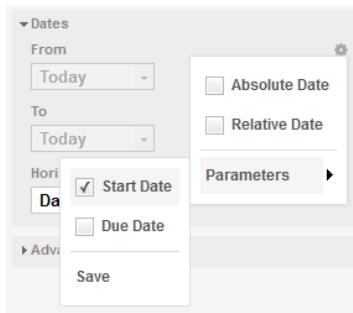 Dates
From
Today
To
Today
Hori
Da
Adva
Absolute Date
Relative Date
Parameters
Start Date
Due Date
Save